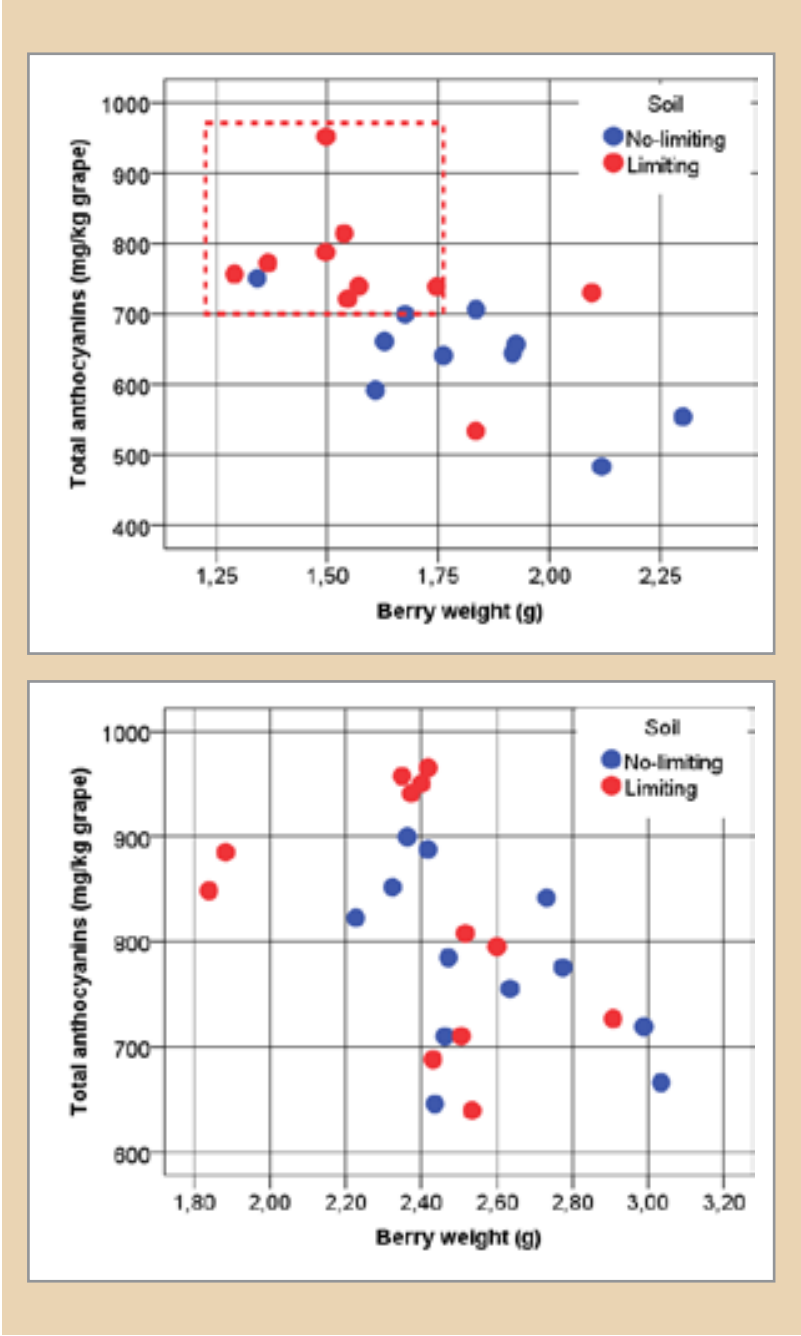 Total anthocyanins (mg/kg grape)
1000
900
800
700
600
500
400
Soil
No-limiting
Limiting
1,25 1,50 1,75 2,00 2,25
Berry weight (g)
Total anthocyanins (mg/kg grape)
1000
900
800
700
600
Soil
No-limiting
Limiting
1,80 2,00 2,20 2,40 2,60 2,80 3,00 3,20
Berry weight (g)